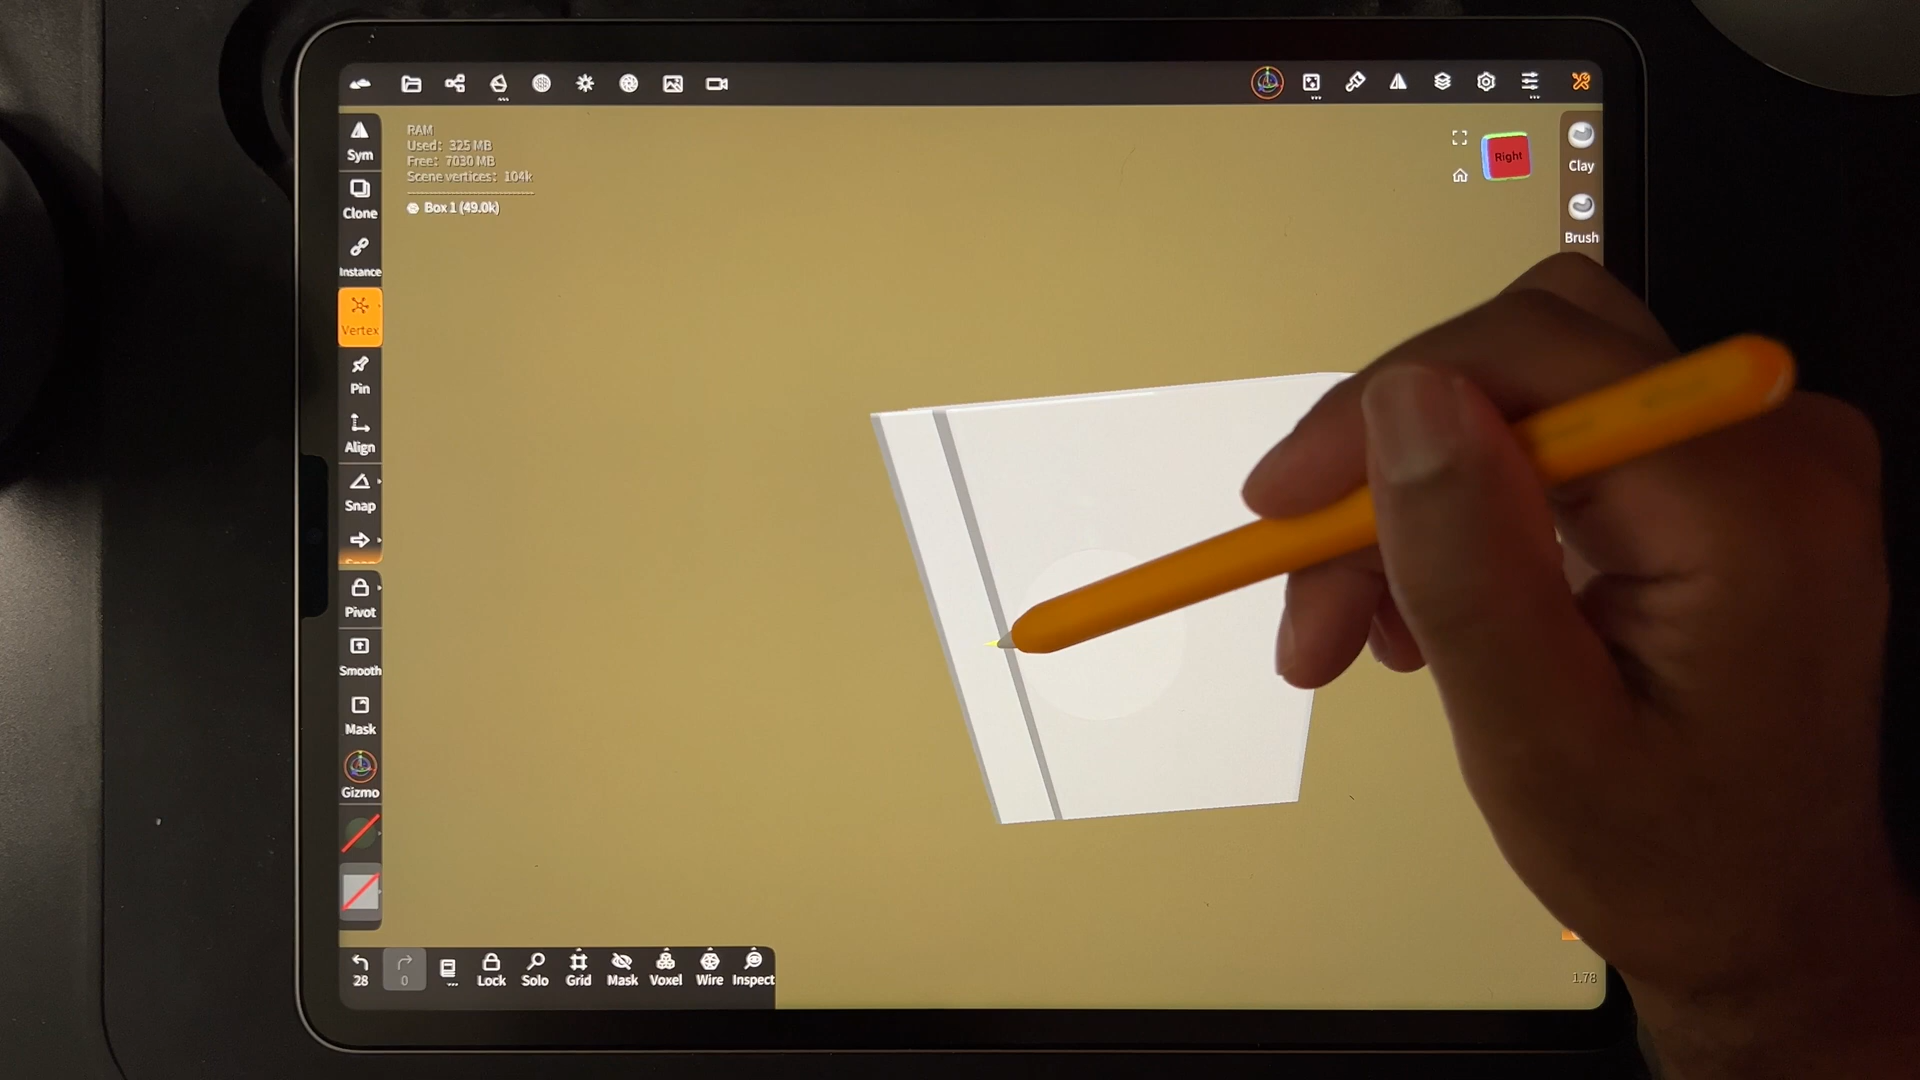 RAM
Used: 325 MB
Free: 7030 MB
Scene vertices: 104k
Box 1 (49.0k)
Right
Sym
Clone
Instance
Vertex
Pin
Align
Snap
Pivot
Smooth
Mask
Gizmo
Clay
Brush
28
0
...
Lock
Solo
Grid
Mask
Voxel
Wire
Inspect
1.78